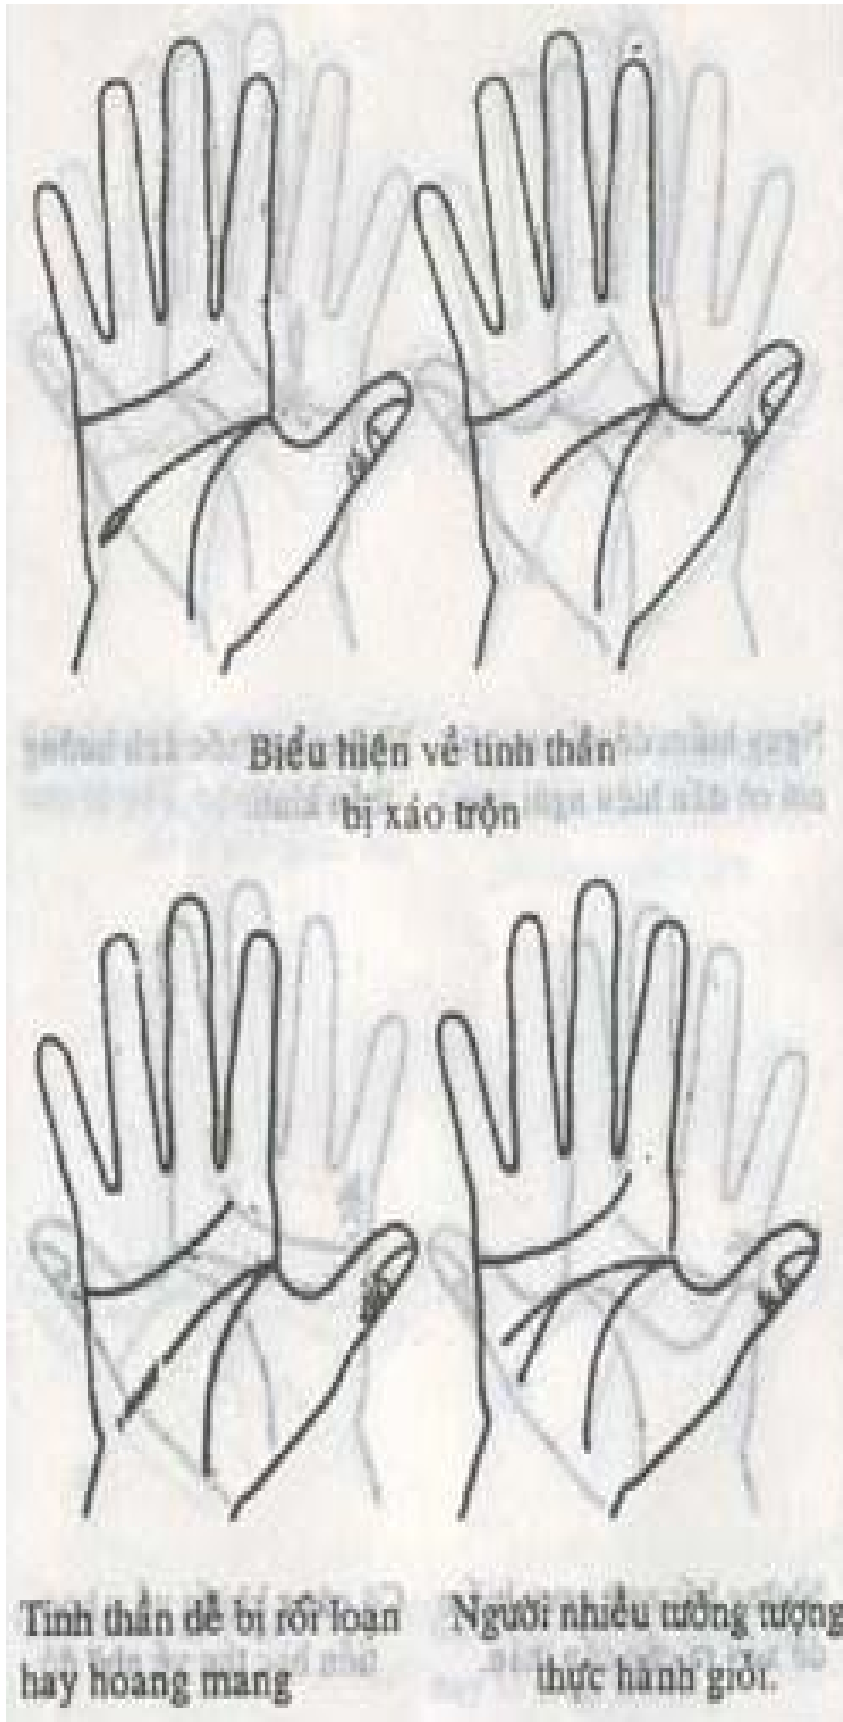 Biểu hiện về tinh thần
bị xáo trộn
Tinh thần dễ bị rối loạn
hay hoang mang
Người nhiều tưởng tượng
thực hành giỏi.